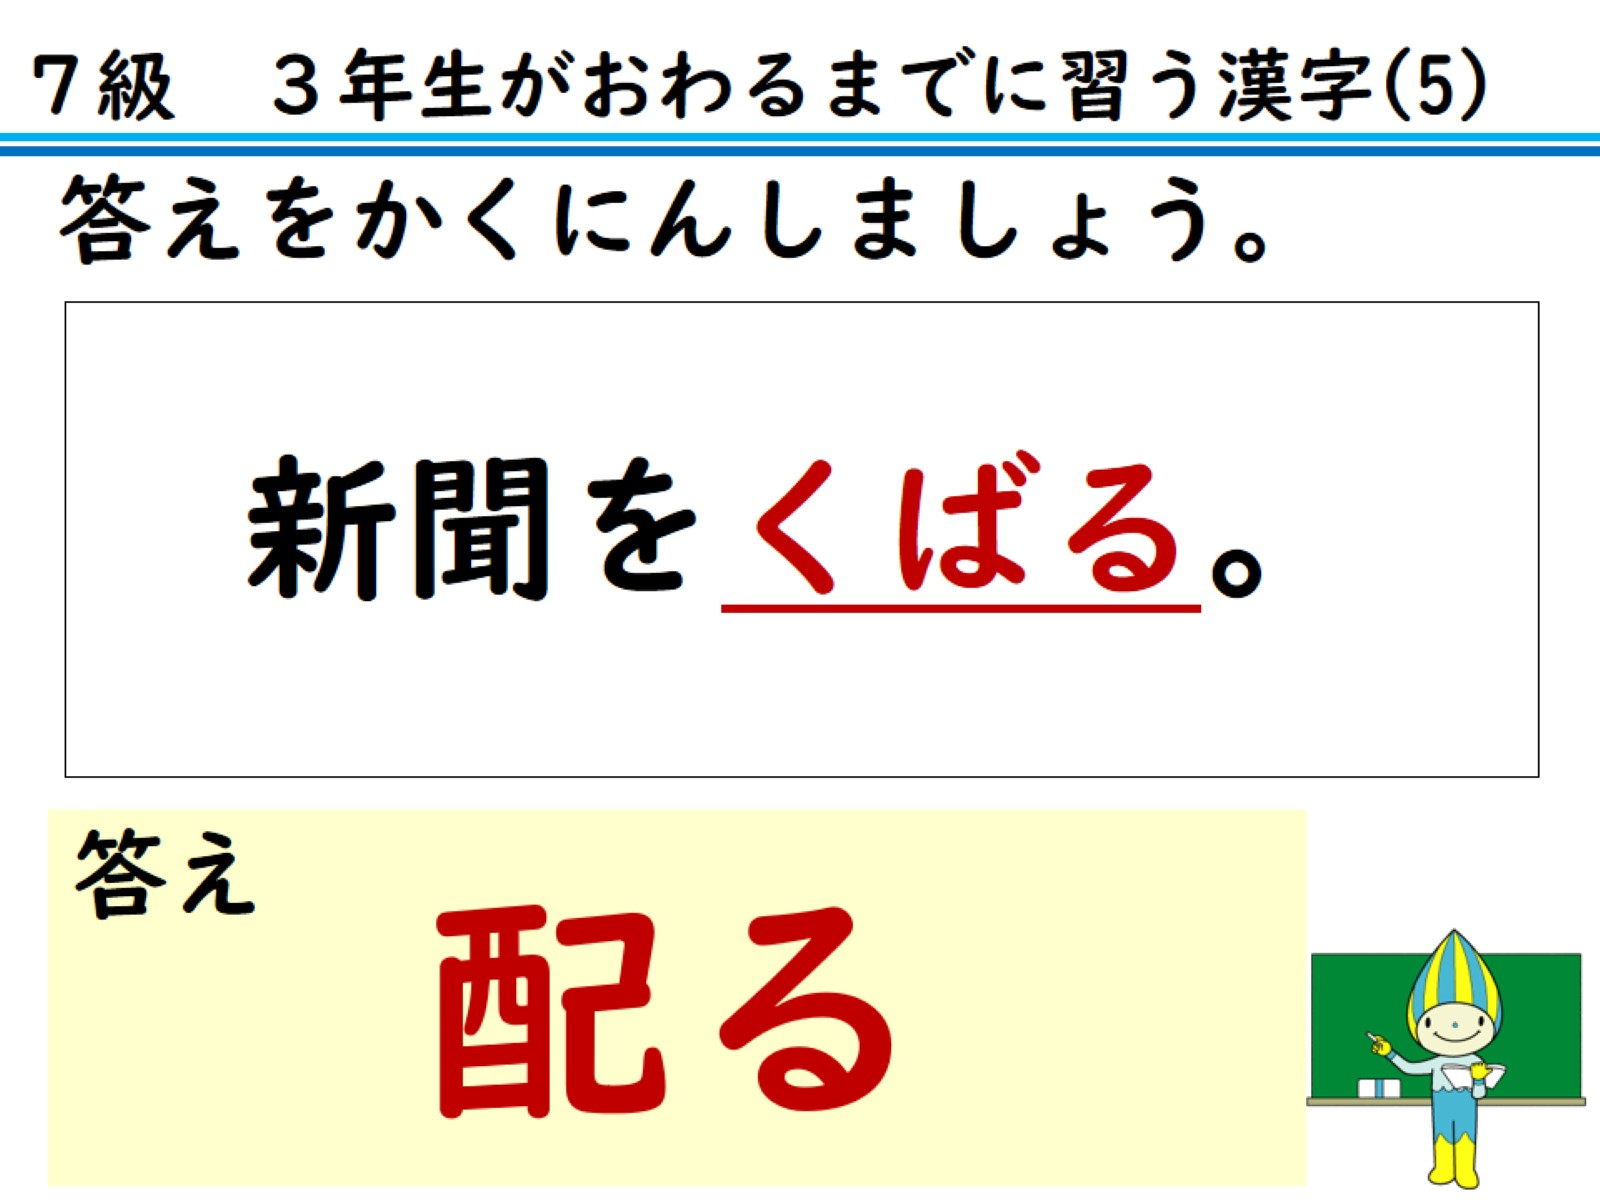 ７級　３年生がおわるまでに習う漢字(5)
答えをかくにんしましょう。
新聞をくばる。
答え
配る